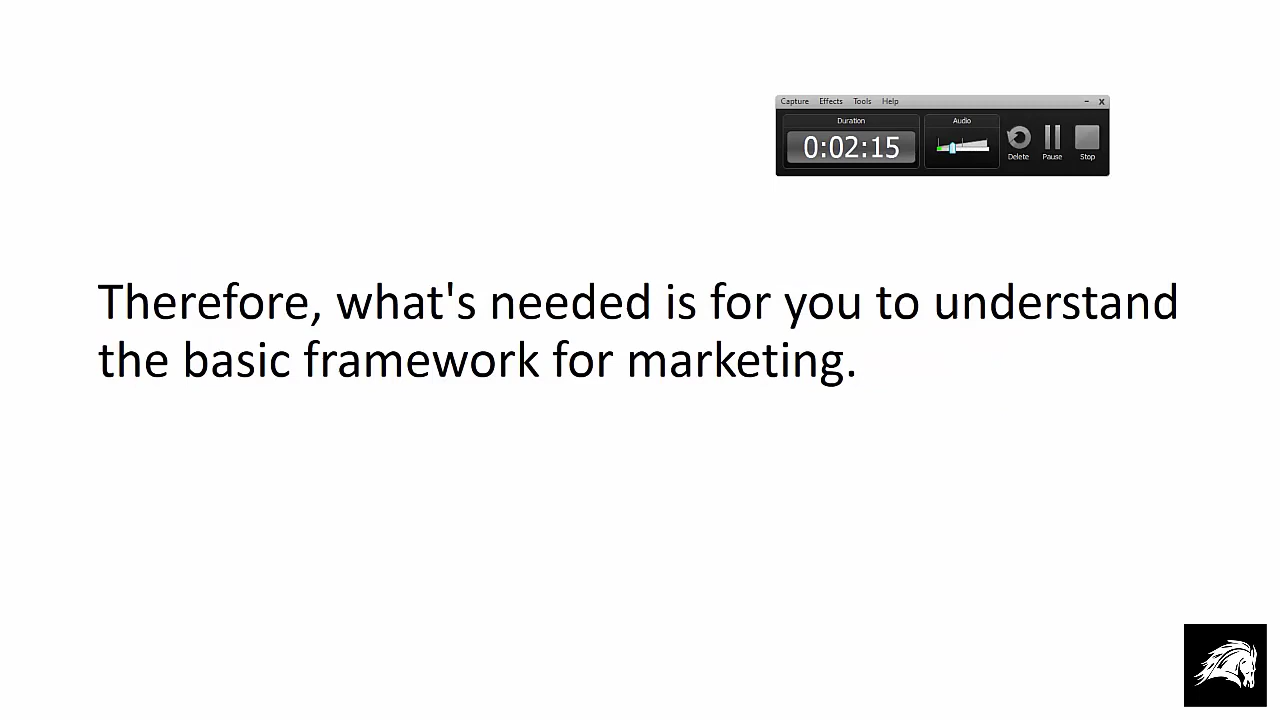 Capture Effects Tools Help - x
Duration
Audio
0:02:15
Delete Pause Stop
Therefore, what's needed is for you to understand
the basic framework for marketing.